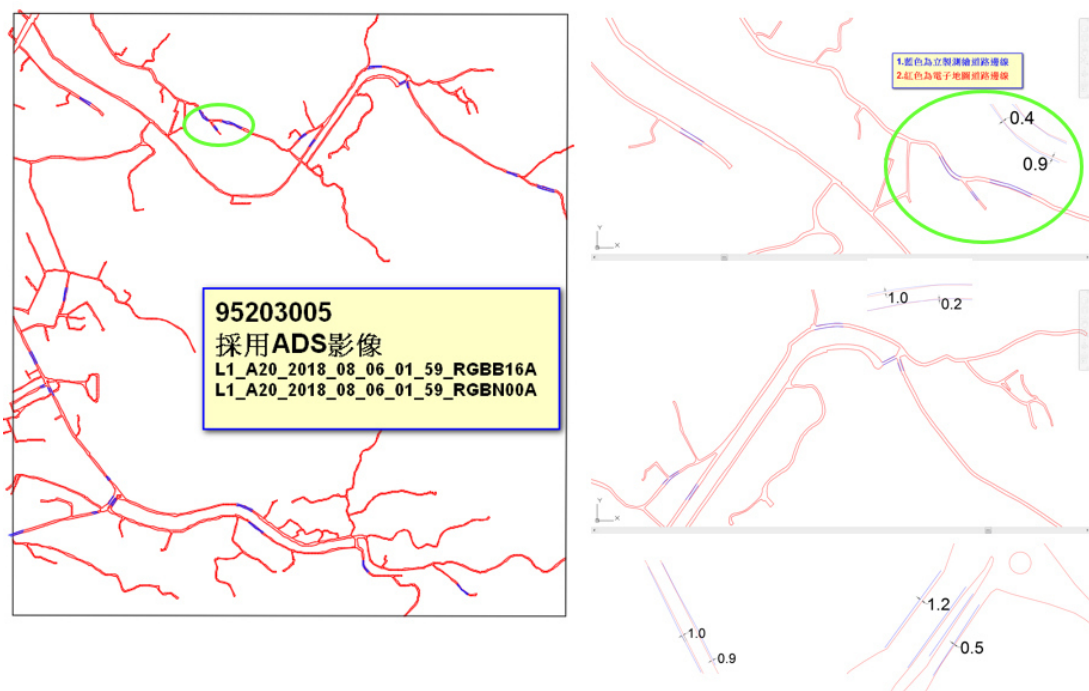 95203005
採用ADS影像
L1_A20_2018_08_06_01_59_RGBB16A
L1_A20_2018_08_06_01_59_RGBN00A
1.藍色為立製測繪道路邊線
2.紅色為電子地圖道路邊線
0.4
0.9
Y
X
1.0
0.2
Y
X
1.0
0.9
1.2
0.5